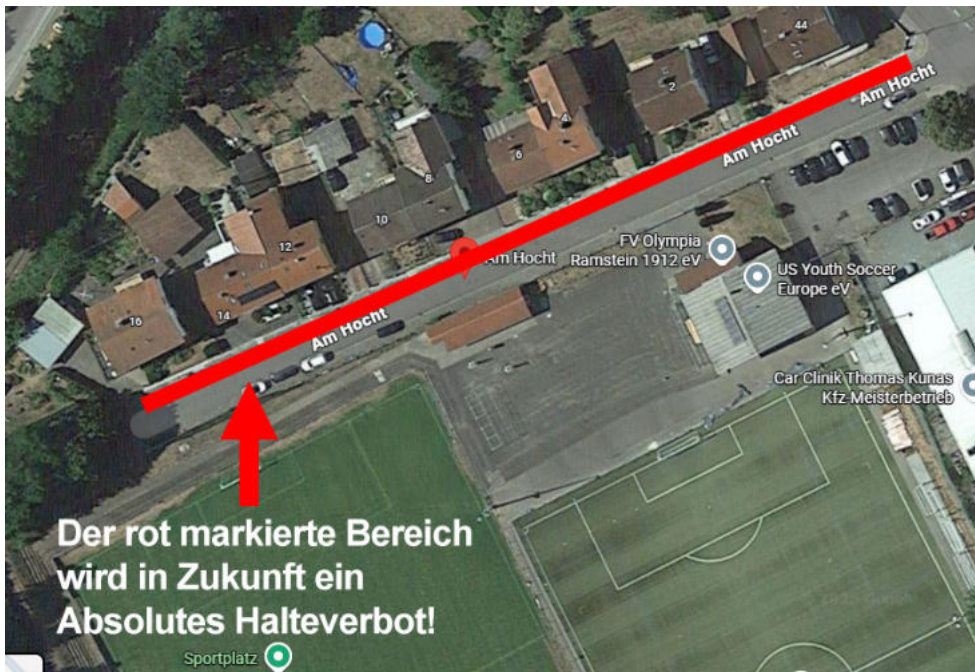 44
Am Hocht
2
Am Hocht
4
6
8
10
FV Olympia
Ramstein 1912 eV
Am Hocht
12
US Youth Soccer
Europe eV
14
16
Am Hocht
Car Clinik Thomas Kunas
Kfz-Meisterbetrieb
Der rot markierte Bereich
wird in Zukunft ein
Absolutes Halteverbot!
Sportplatz